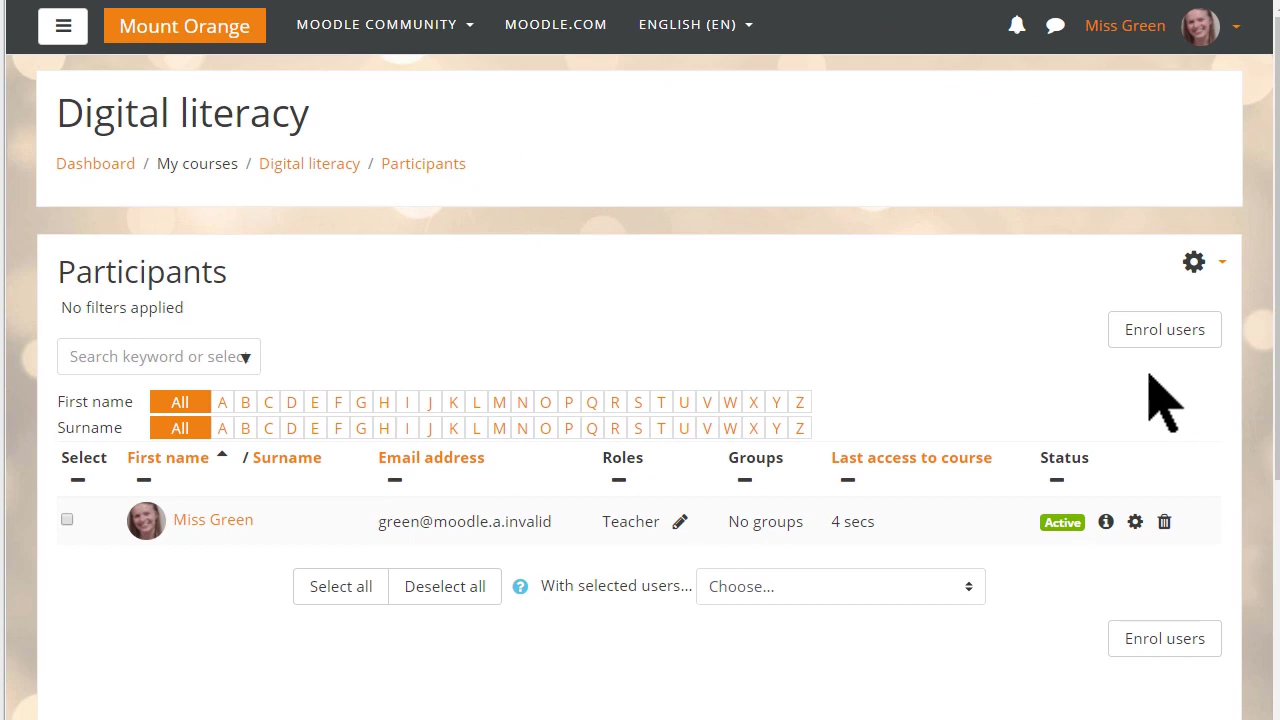 Mount Orange MOODLE COMMUNITY MOODLE.COM ENGLISH (EN) Miss Green
Digital literacy
Dashboard / My courses / Digital literacy / Participants
Participants
No filters applied
Enrol users
Search keyword or selec
First name All A B C D E F G H I J K L M N O P Q R S T U V W X Y Z
Surname All A B C D E F G H I J K L M N O P Q R S T U V W X Y Z
Select First name / Surname Email address Roles Groups Last access to course Status
Miss Green green@moodle.a.invalid Teacher No groups 4 secs Active
Select all Deselect all ? With selected users... Choose...
Enrol users